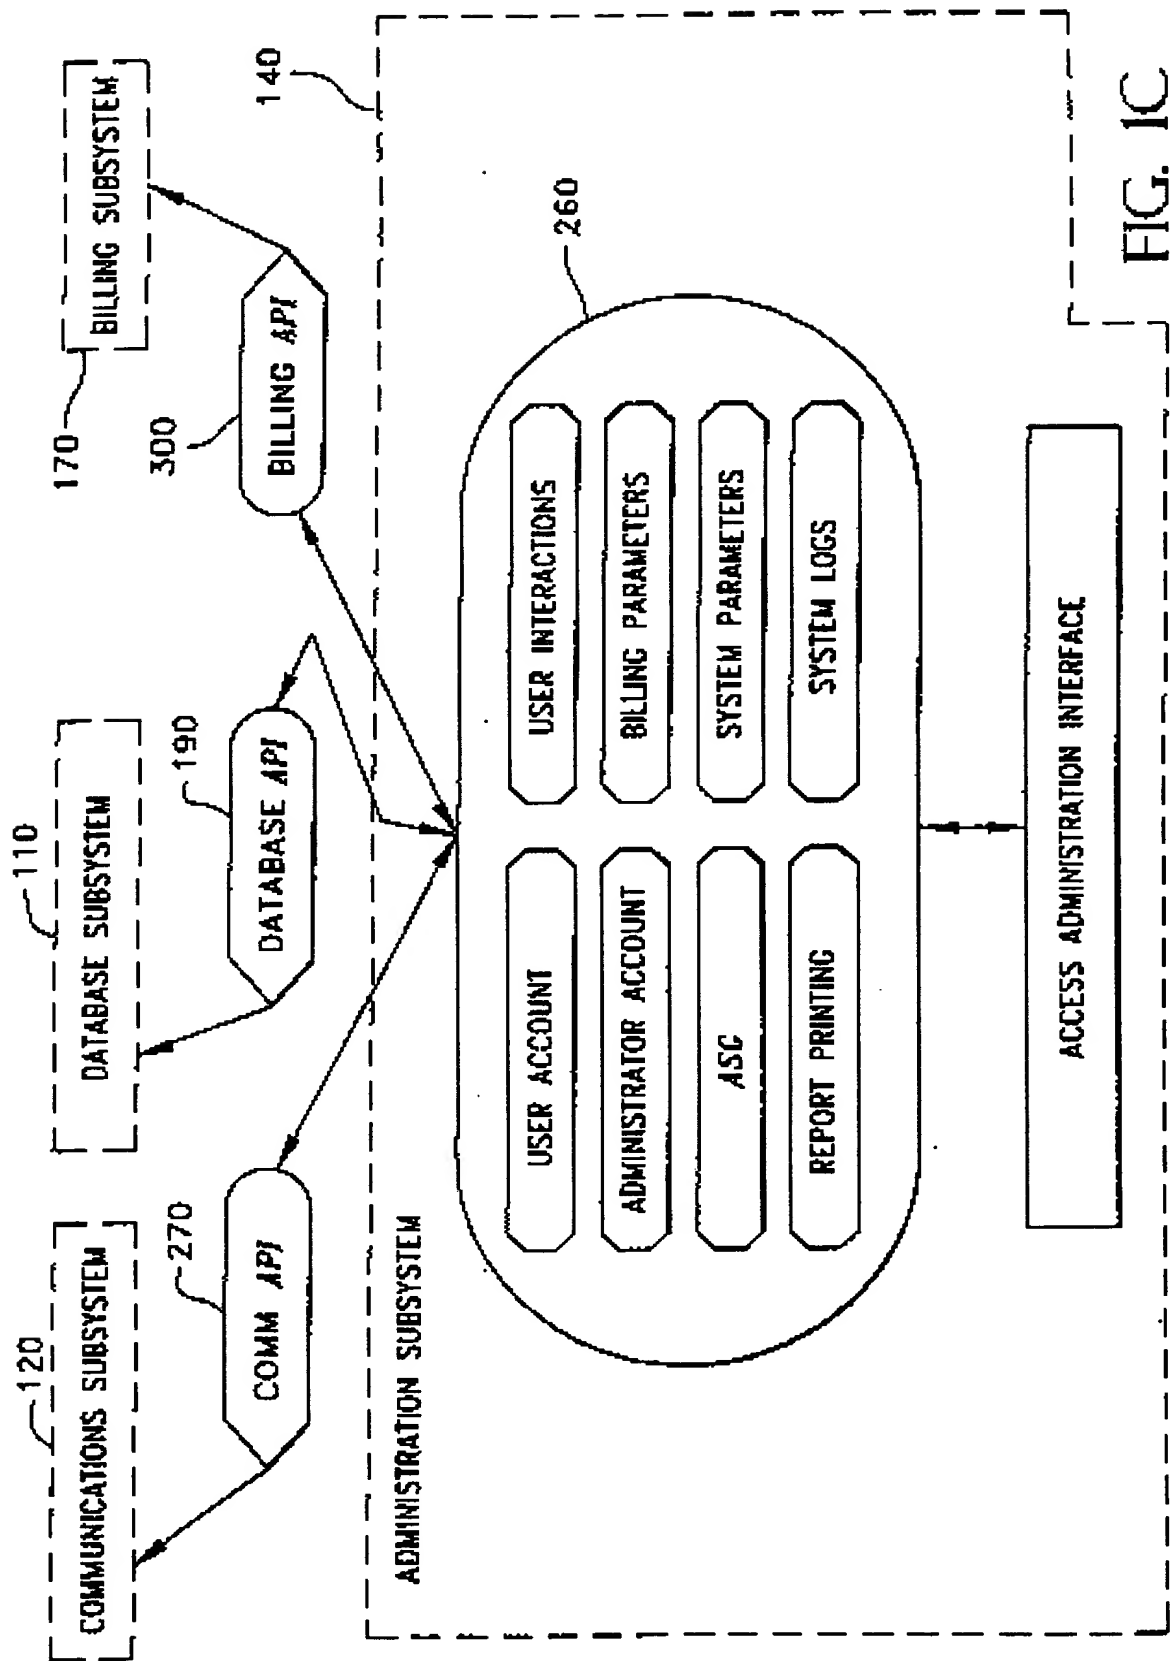 120
COMMUNICATIONS SUBSYSTEM
110
DATABASE SUBSYSTEM
170
BILLING SUBSYSTEM
270
COMM API
190
DATABASE API
300
BILLING API
140
ADMINISTRATION SUBSYSTEM
260
USER ACCOUNT
USER INTERACTIONS
ADMINISTRATOR ACCOUNT
BILLING PARAMETERS
ASC
SYSTEM PARAMETERS
REPORT PRINTING
SYSTEM LOGS
ACCESS ADMINISTRATION INTERFACE
FIG. 1C